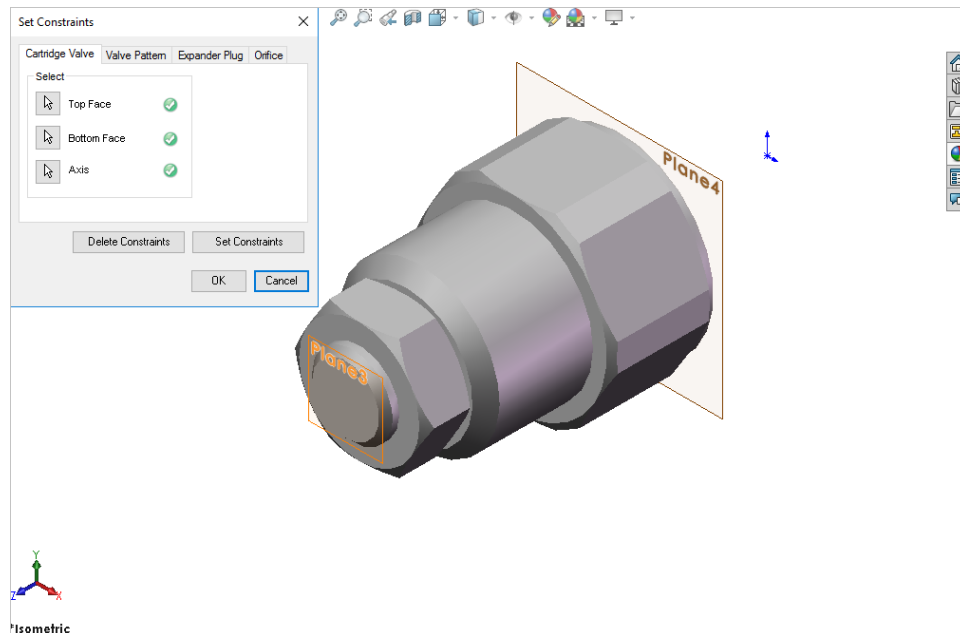 Set Constraints
Cartridge Valve Valve Pattern Expander Plug Orifice
Select
Top Face
Bottom Face
Axis
Delete Constraints Set Constraints
OK Cancel
Plane4
Plane3
Y
Z X
*Isometric